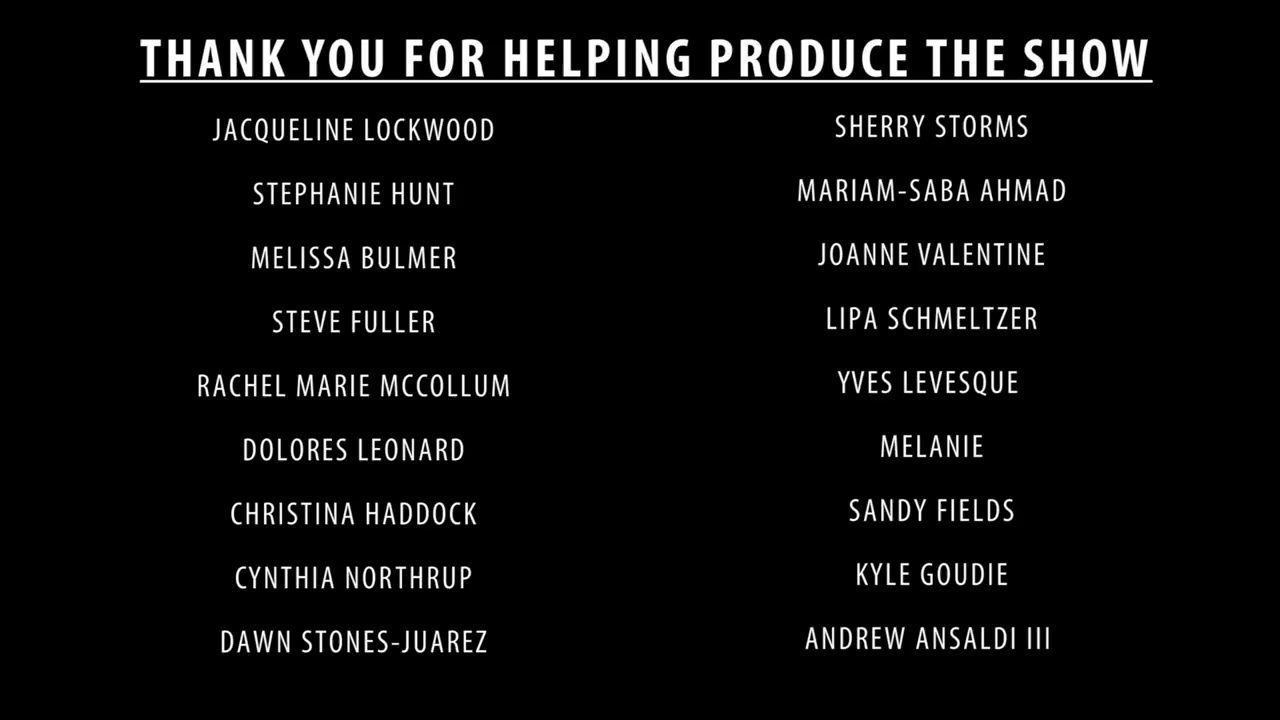 THANK YOU FOR HELPING PRODUCE THE SHOW
JACQUELINE LOCKWOOD
STEPHANIE HUNT
MELISSA BULMER
STEVE FULLER
RACHEL MARIE MCCOLLUM
DOLORES LEONARD
CHRISTINA HADDOCK
CYNTHIA NORTHRUP
DAWN STONES-JUAREZ
SHERRY STORMS
MARIAM-SABA AHMAD
JOANNE VALENTINE
LIPA SCHMELTZER
YVES LEVESQUE
MELANIE
SANDY FIELDS
KYLE GOUDIE
ANDREW ANSALDI III